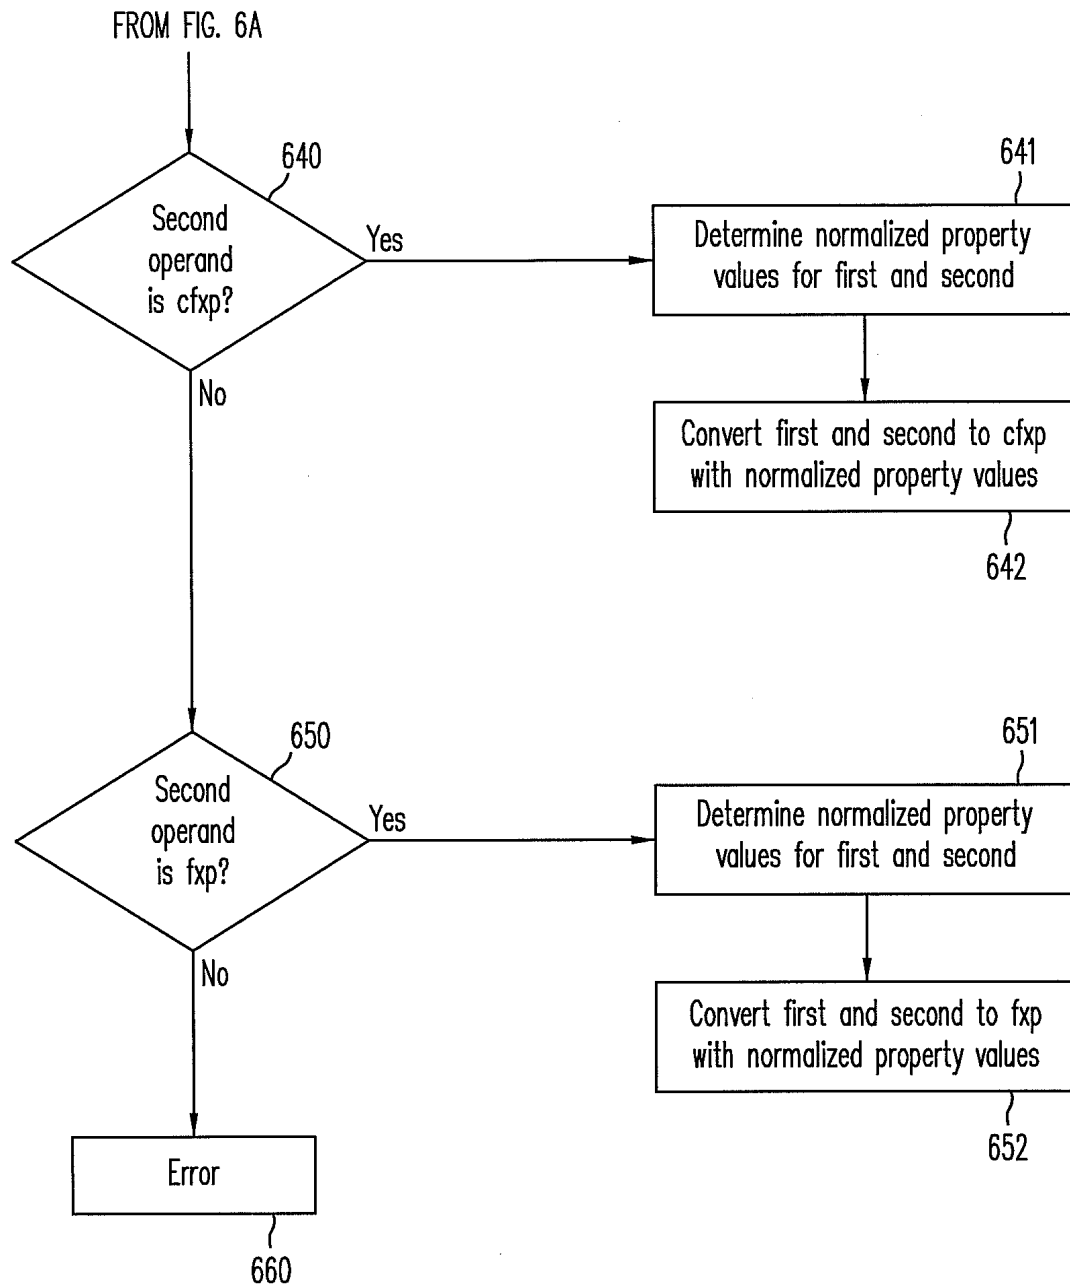 FROM FIG. 6A
640
Second
operand
is cfxp?
Yes
No
641
Determine normalized property
values for first and second
Convert first and second to cfxp
with normalized property values
642
650
Second
operand
is fxp?
Yes
No
651
Determine normalized property
values for first and second
Convert first and second to fxp
with normalized property values
652
Error
660